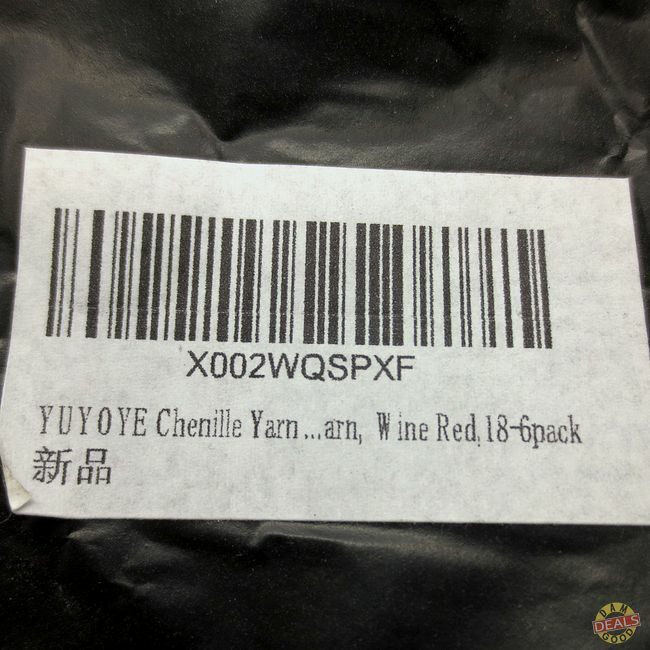 X002WQSPXF
YUYOYE Chenille Yarn ...arn, Wine Red,18-6pack
新品
DAM
DEALS
GOOD